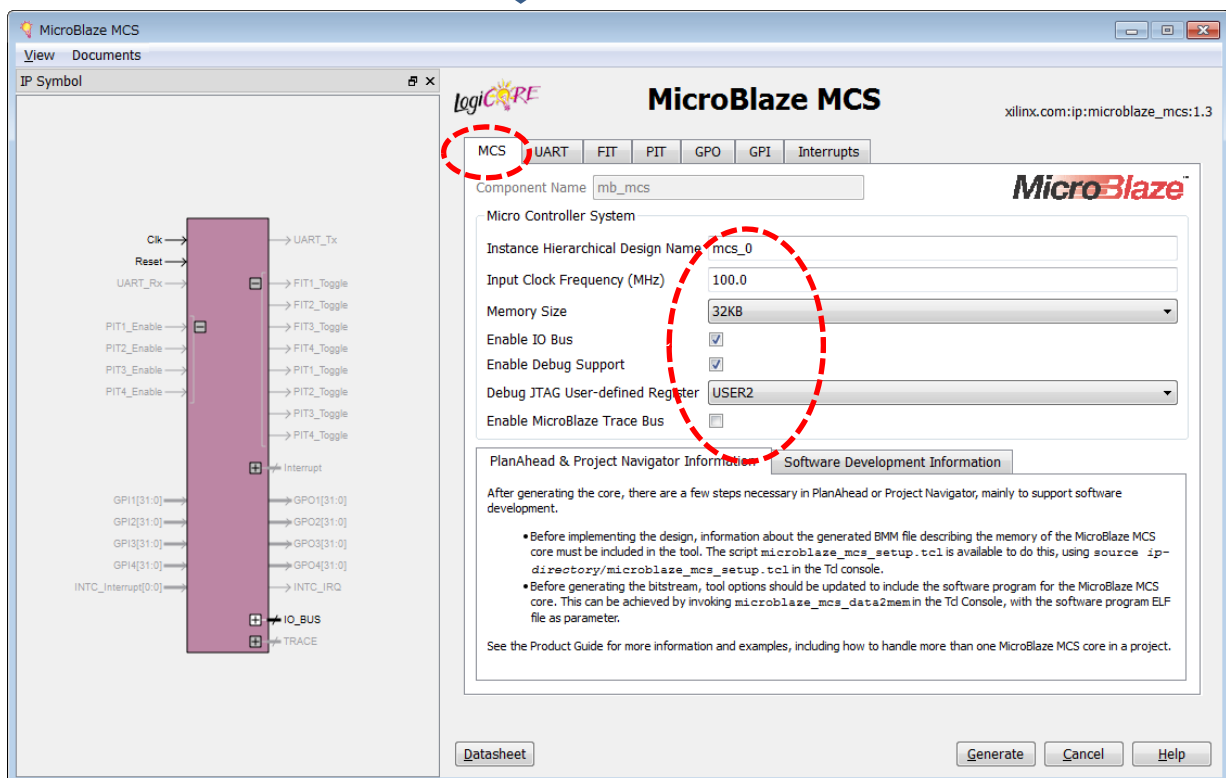 MicroBlaze MCS
View Documents
IP Symbol
Clk
Reset
UART_Rx
PIT1_Enable
PIT2_Enable
PIT3_Enable
PIT4_Enable
GPI1[31:0]
GPI2[31:0]
GPI3[31:0]
GPI4[31:0]
INTC_Interrupt[0:0]
UART_Tx
FIT1_Toggle
FIT2_Toggle
FIT3_Toggle
FIT4_Toggle
PIT1_Toggle
PIT2_Toggle
PIT3_Toggle
PIT4_Toggle
Interrupt
GPO1[31:0]
GPO2[31:0]
GPO3[31:0]
GPO4[31:0]
INTC_IRQ
IO_BUS
TRACE
logiCORE
MicroBlaze MCS
xilinx.com:ip:microblaze_mcs:1.3
MCS UART FIT PIT GPO GPI Interrupts
Component Name mb_mcs
MicroBlaze™
Micro Controller System
Instance Hierarchical Design Name mcs_0
Input Clock Frequency (MHz) 100.0
Memory Size 32KB
Enable IO Bus
Enable Debug Support
Debug JTAG User-defined Register USER2
Enable MicroBlaze Trace Bus
PlanAhead & Project Navigator Information Software Development Information
After generating the core, there are a few steps necessary in PlanAhead or Project Navigator, mainly to support software
development.
• Before implementing the design, information about the generated BMM file describing the memory of the MicroBlaze MCS
core must be included in the tool. The script microblaze_mcs_setup.tcl is available to do this, using source ip-
directory/microblaze_mcs_setup.tcl in the Tcl console.
• Before generating the bitstream, tool options should be updated to include the software program for the MicroBlaze MCS
core. This can be achieved by invoking microblaze_mcs_data2mem in the Tcl Console, with the software program ELF
file as parameter.
See the Product Guide for more information and examples, including how to handle more than one MicroBlaze MCS core in a project.
Datasheet
Generate Cancel Help